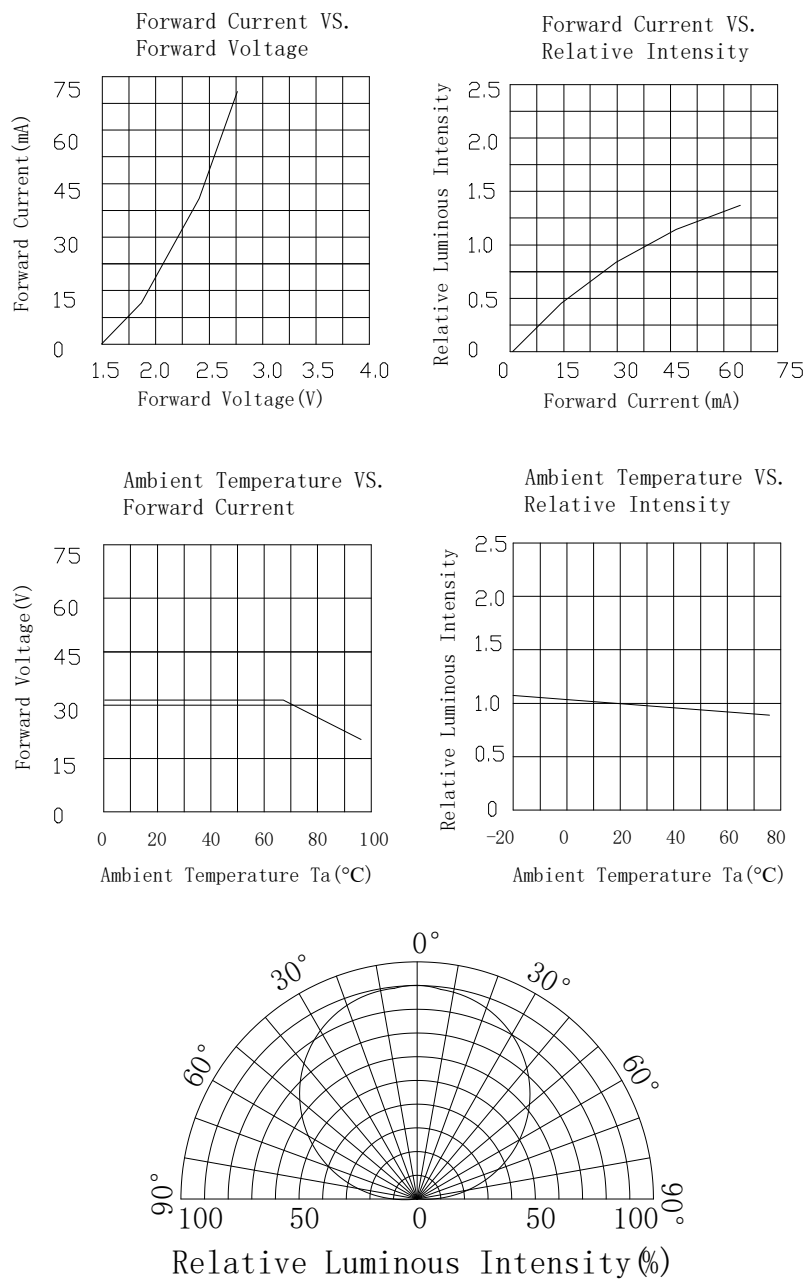 Forward Current VS.
Forward Voltage
75
60
45
30
15
0
Forward Current(mA)
1.5 2.0 2.5 3.0 3.5 4.0
Forward Voltage(V)
Forward Current VS.
Relative Intensity
2.5
2.0
1.5
1.0
0.5
0
Relative Luminous Intensity
0 15 30 45 60 75
Forward Current(mA)
Ambient Temperature VS.
Forward Current
75
60
45
30
15
0
Forward Voltage(V)
0 20 40 60 80 100
Ambient Temperature Ta(°C)
Ambient Temperature VS.
Relative Intensity
2.5
2.0
1.5
1.0
0.5
0
Relative Luminous Intensity
-20 0 20 40 60 80
Ambient Temperature Ta(°C)
0°
30° 30°
60° 60°
90° 90°
100 50 0 50 100
Relative Luminous Intensity(%)